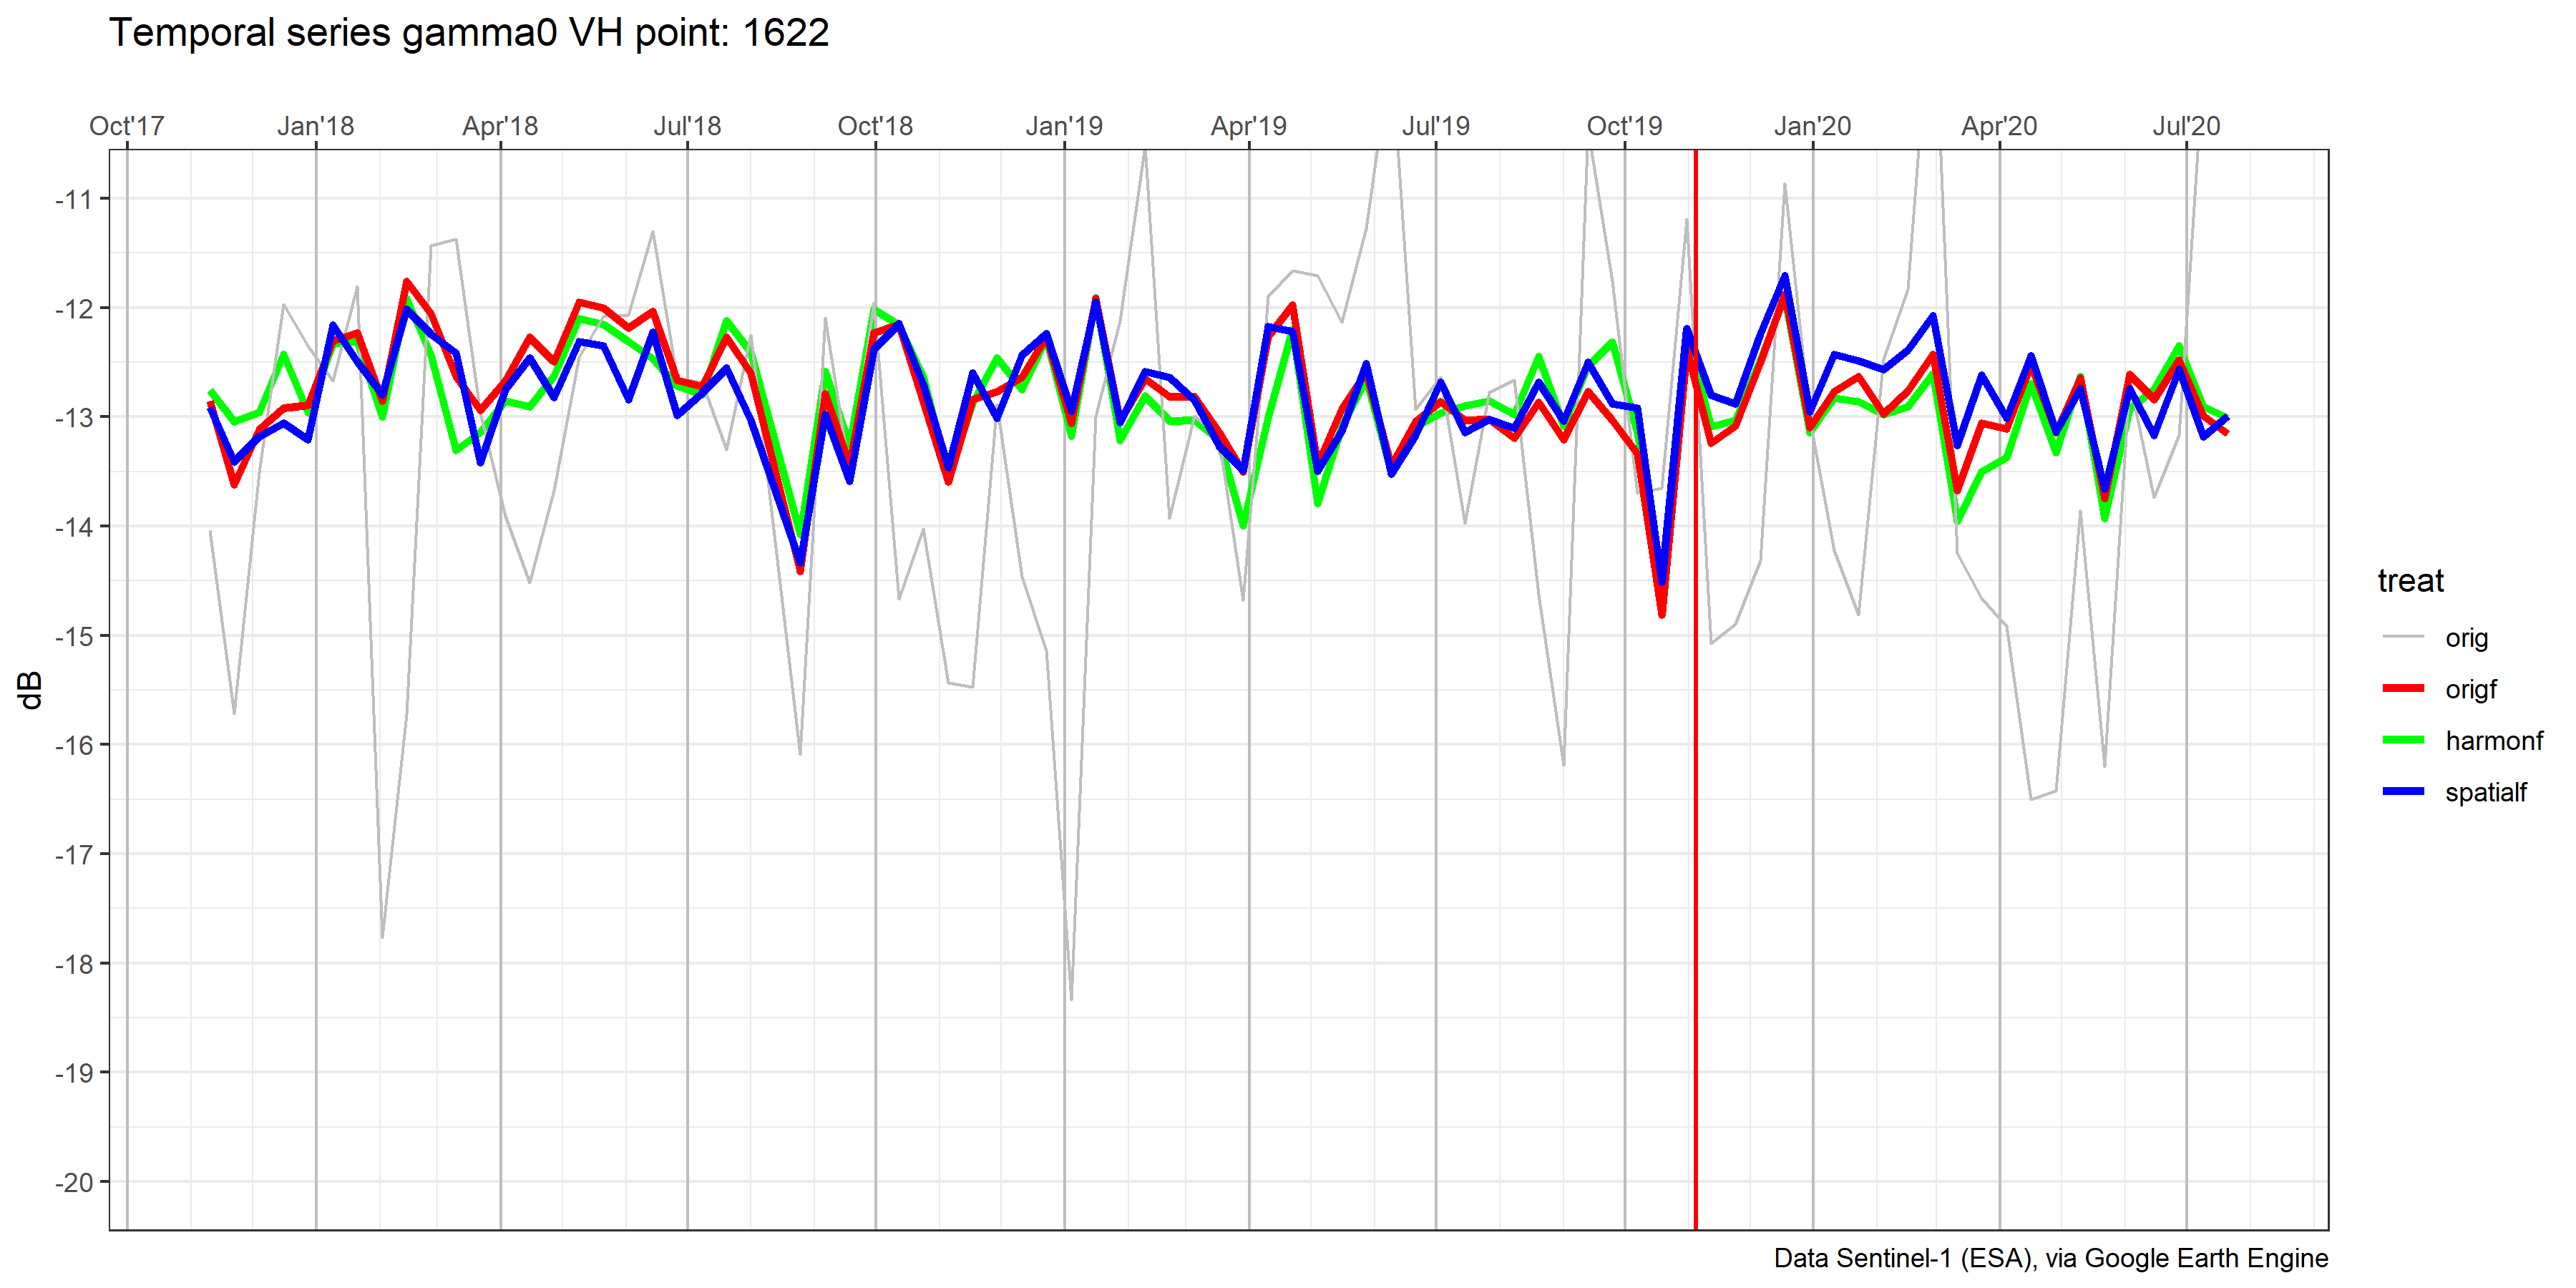 Temporal series gamma0 VH point: 1622
Oct'17 Jan'18 Apr'18 Jul'18 Oct'18 Jan'19 Apr'19 Jul'19 Oct'19 Jan'20 Apr'20 Jul'20
-11
-12
-13
-14
-15
-16
-17
-18
-19
-20
dB
treat
orig
origf
harmonf
spatialf
Data Sentinel-1 (ESA), via Google Earth Engine